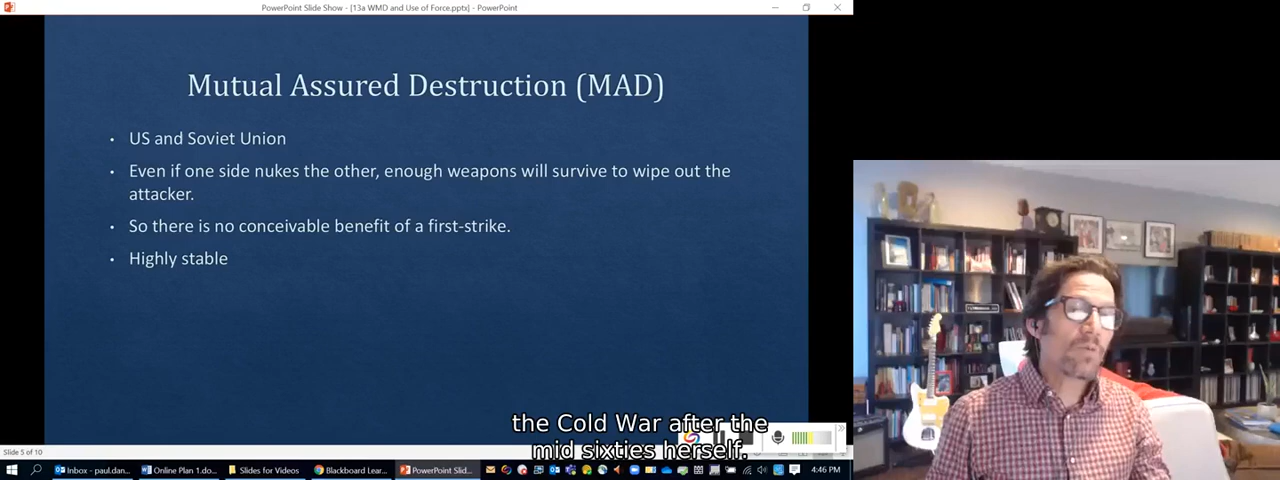 PowerPoint Slide Show - [13a WMD and Use of Force.pptx] - PowerPoint
Mutual Assured Destruction (MAD)
• US and Soviet Union
• Even if one side nukes the other, enough weapons will survive to wipe out the
attacker.
• So there is no conceivable benefit of a first-strike.
• Highly stable
the Cold War after the
mid sixties herself.
Slide 5 of 10
Inbox - paul.dan...
Online Plan 1.do...
Slides for Videos
Blackboard Lear...
PowerPoint Slid...
4:46 PM